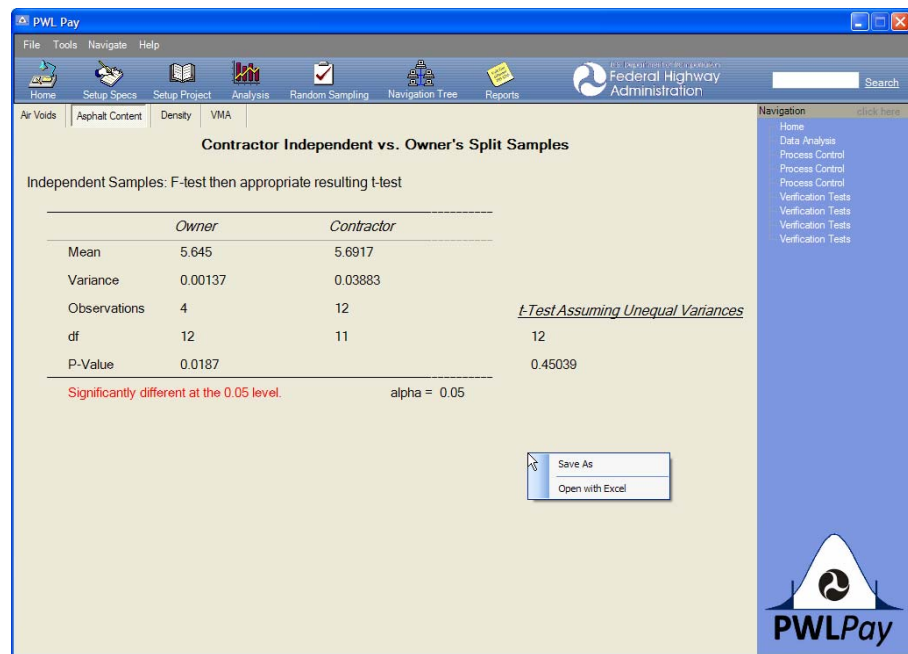 PWL Pay
File Tools Navigate Help
Home Setup Specs Setup Project Analysis Random Sampling Navigation Tree Reports
Federal Highway
Administration
Search
Air Voids Asphalt Content Density VMA
Navigation click here
Home
Data Analysis
Process Control
Process Control
Process Control
Verification Tests
Verification Tests
Verification Tests
Verification Tests
Contractor Independent vs. Owner's Split Samples
Independent Samples: F-test then appropriate resulting t-test
Owner Contractor
Mean 5.645 5.6917
Variance 0.00137 0.03883
Observations 4 12 t-Test Assuming Unequal Variances
df 12 11 12
P-Value 0.0187 0.45039
Significantly different at the 0.05 level. alpha = 0.05
Save As
Open with Excel
PWLPay